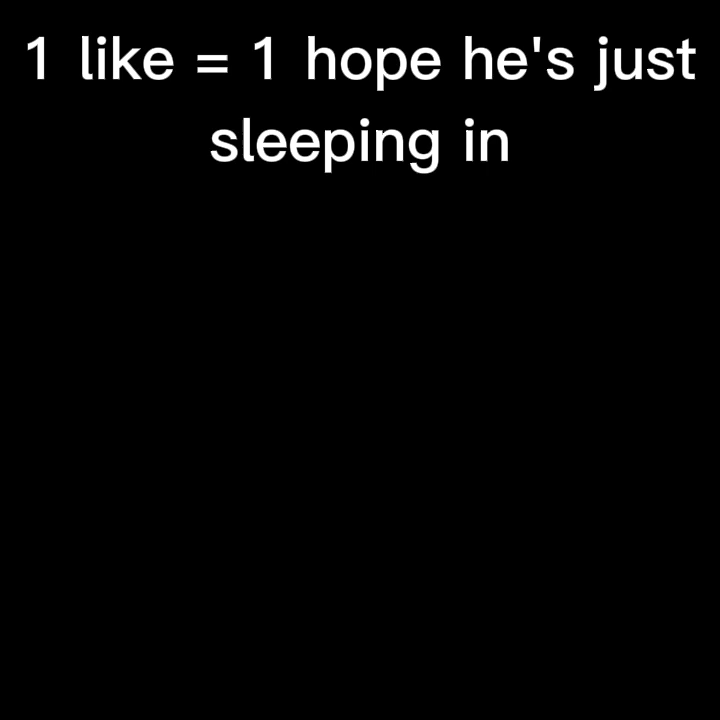 1 like = 1 hope he's just
sleeping in